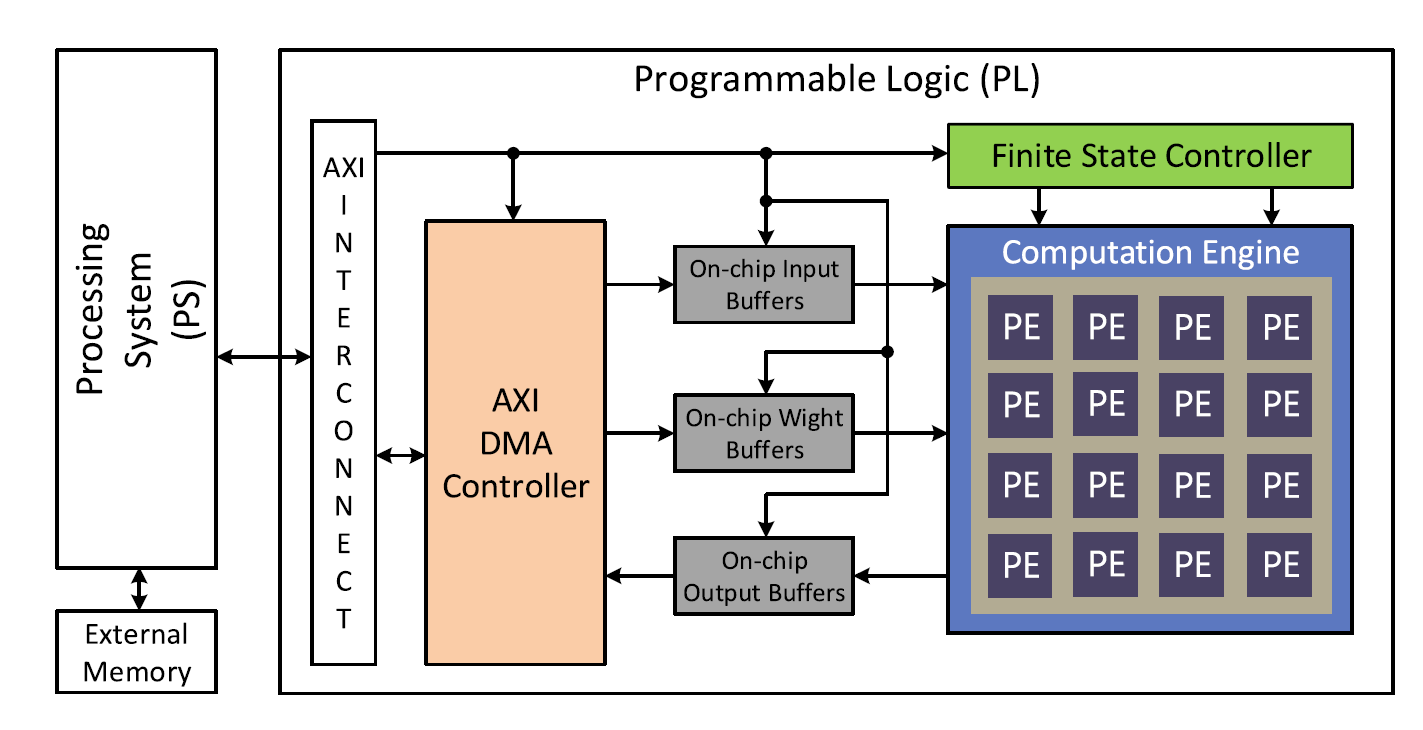 Programmable Logic (PL)
Processing
System
(PS)
External
Memory
AXI
I
N
T
E
R
C
O
N
N
E
C
T
AXI
DMA
Controller
On-chip Input
Buffers
On-chip Wight
Buffers
On-chip
Output Buffers
Finite State Controller
Computation Engine
PE PE PE PE
PE PE PE PE
PE PE PE PE
PE PE PE PE